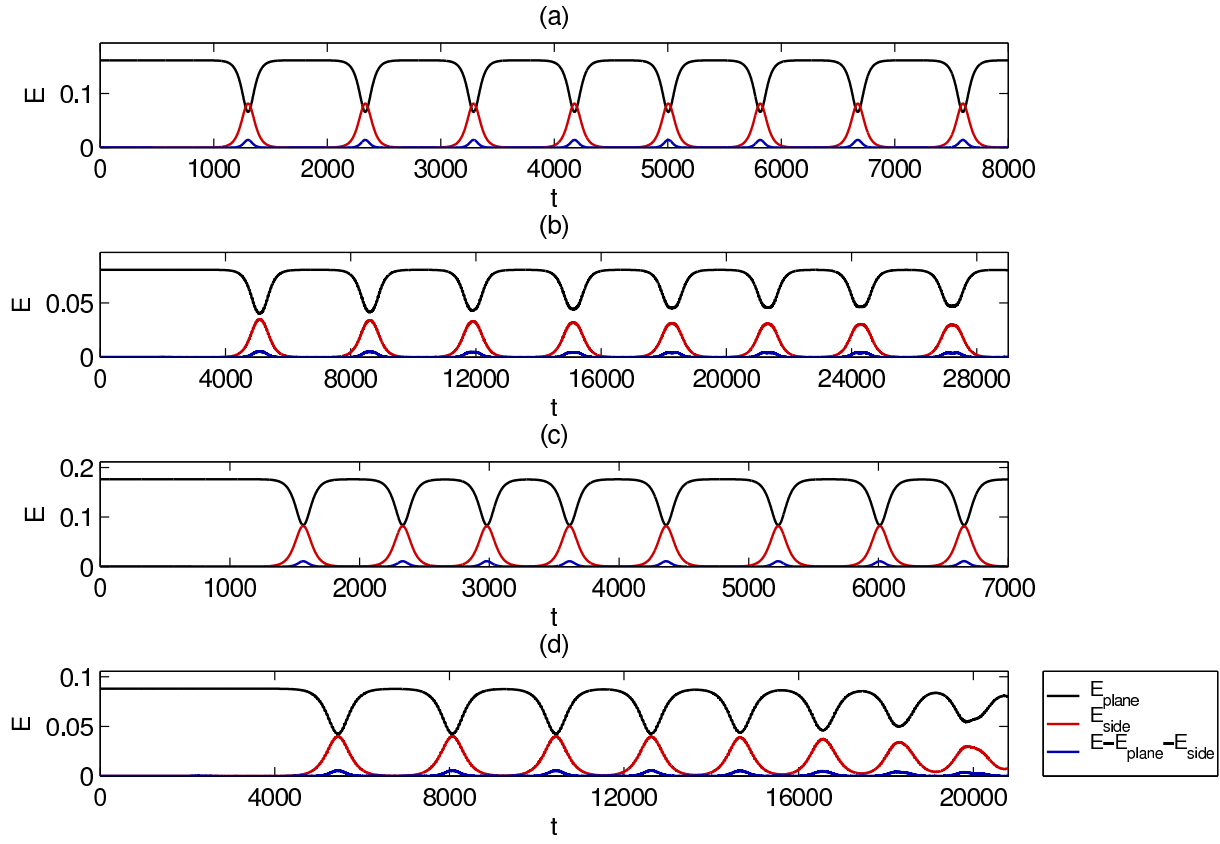 (a)
E
0.1
0
0 1000 2000 3000 4000 5000 6000 7000 8000
t
(b)
E
0.05
0
0 4000 8000 12000 16000 20000 24000 28000
t
(c)
E
0.2
0.1
0
0 1000 2000 3000 4000 5000 6000 7000
t
(d)
E
0.1
0.05
0
0 4000 8000 12000 16000 20000
t
E_plane
E_side
E−E_plane−E_side